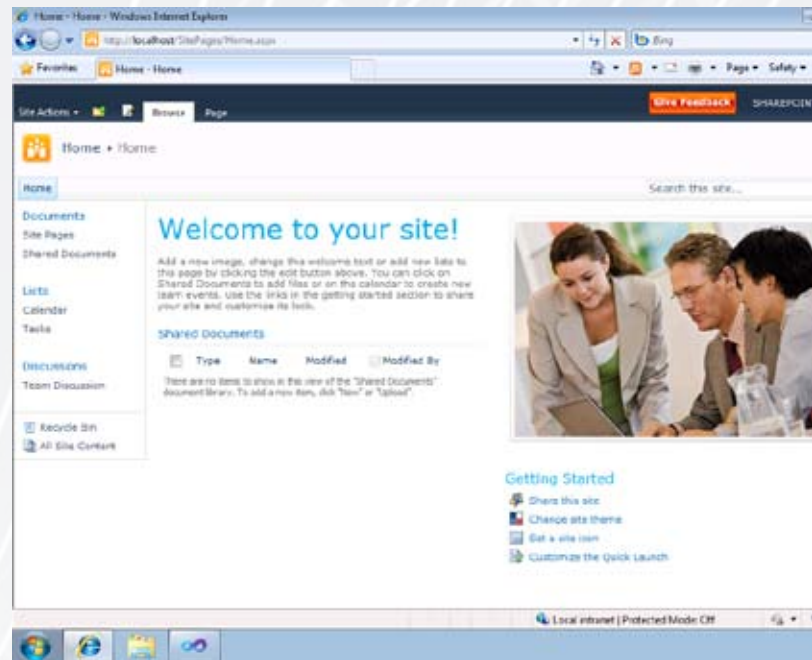 Home - Home - Windows Internet Explorer
http://localhost/SitePages/Home.aspx
Bing
Favorites
Home - Home
Page
Safety
Site Actions
Browse
Page
Give Feedback
SHAREPOIN
Home
Home
Home
Search this site...
Documents
Site Pages
Shared Documents
Lists
Calendar
Tasks
Discussions
Team Discussion
Recycle Bin
All Site Content
Welcome to your site!
Add a new image, change this welcome text or add new lists to
this page by clicking the edit button above. You can click on
Shared Documents to add files or on the calendar to create new
team events. Use the links in the getting started section to share
your site and customize its look.
Shared Documents
Type Name Modified Modified By
There are no items to show in this view of the "Shared Documents"
document library. To add a new item, click "New" or "Upload".
Getting Started
Share this site
Change site theme
Set a site icon
Customize the Quick Launch
Local intranet | Protected Mode: Off